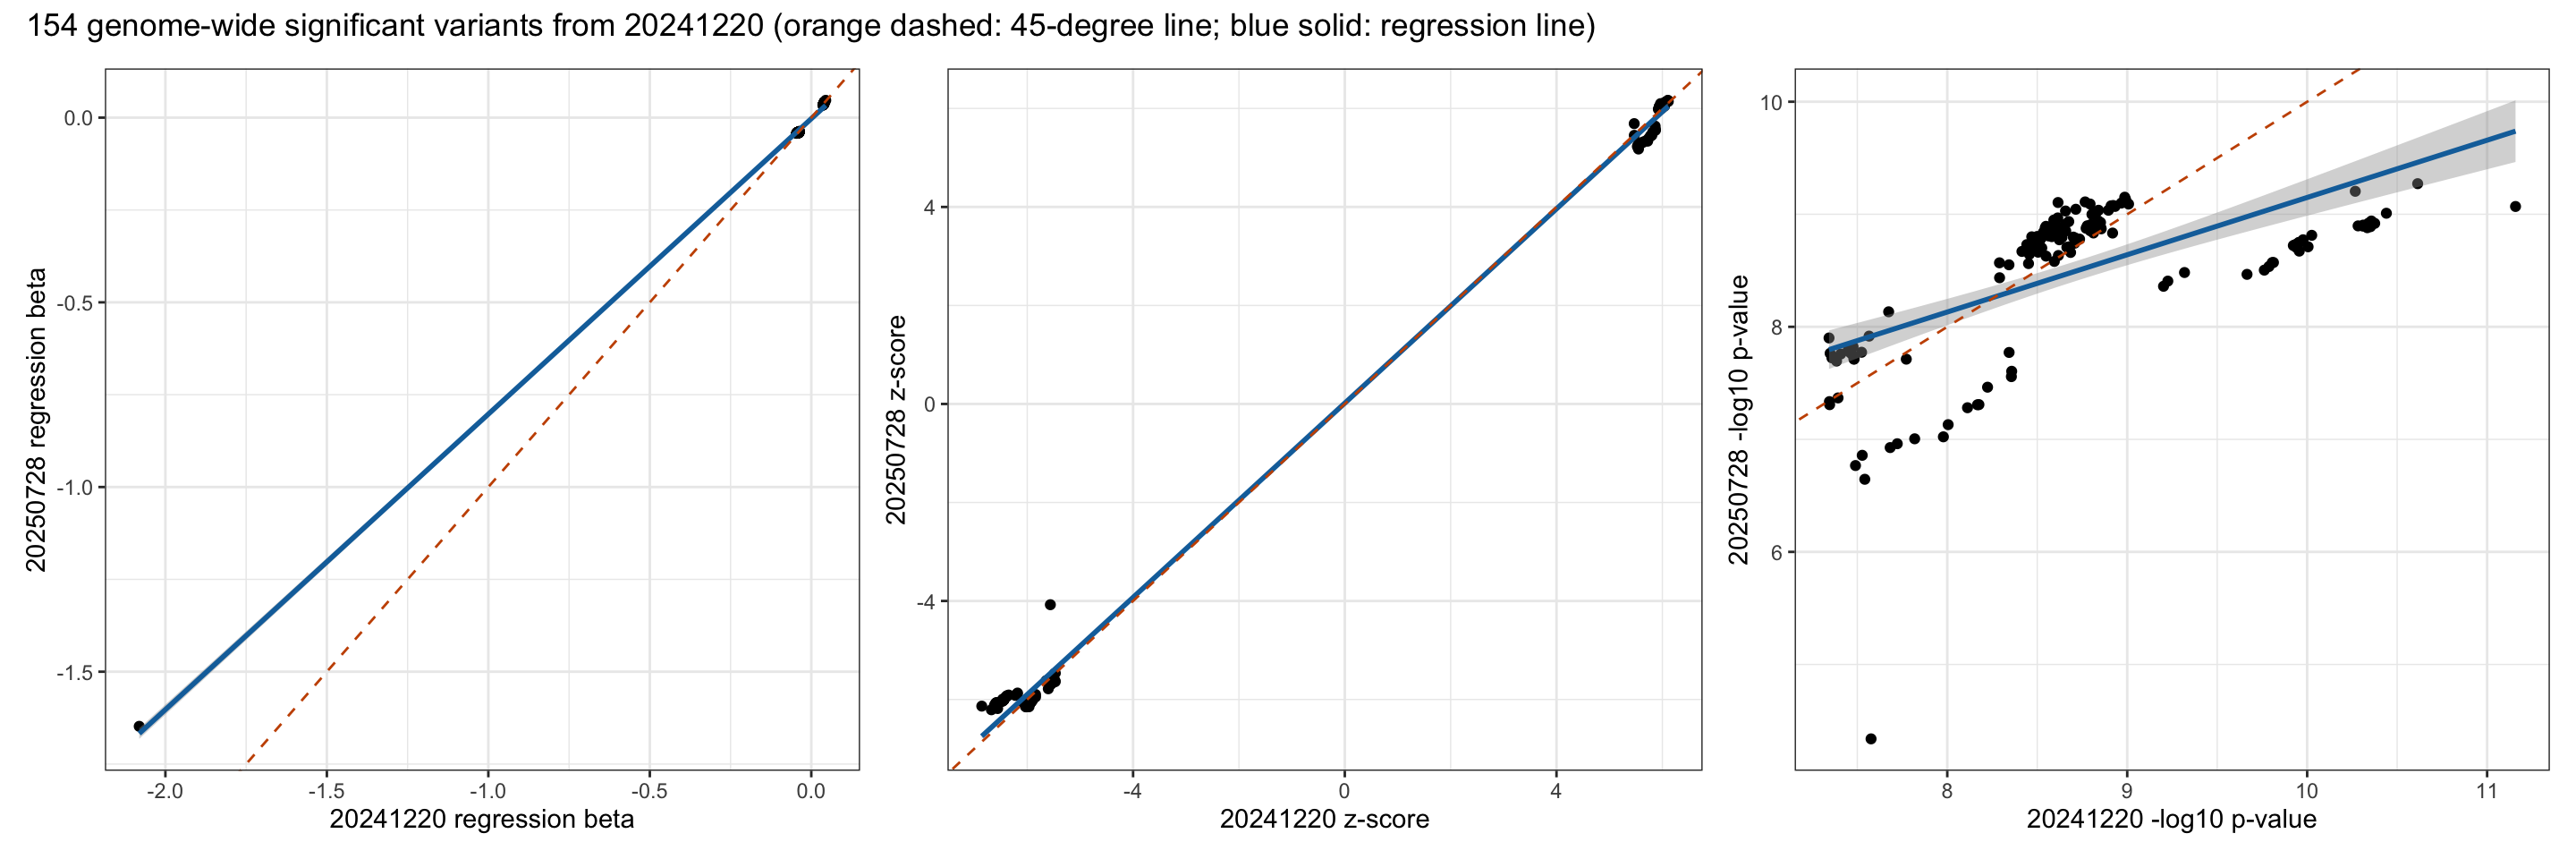 154 genome-wide significant variants from 20241220 (orange dashed: 45-degree line; blue solid: regression line)
20250728 regression beta
0.0
-0.5
-1.0
-1.5
-2.0 -1.5 -1.0 -0.5 0.0
20241220 regression beta
20250728 z-score
4
0
-4
-4 0 4
20241220 z-score
20250728 -log10 p-value
10
8
6
8 9 10 11
20241220 -log10 p-value